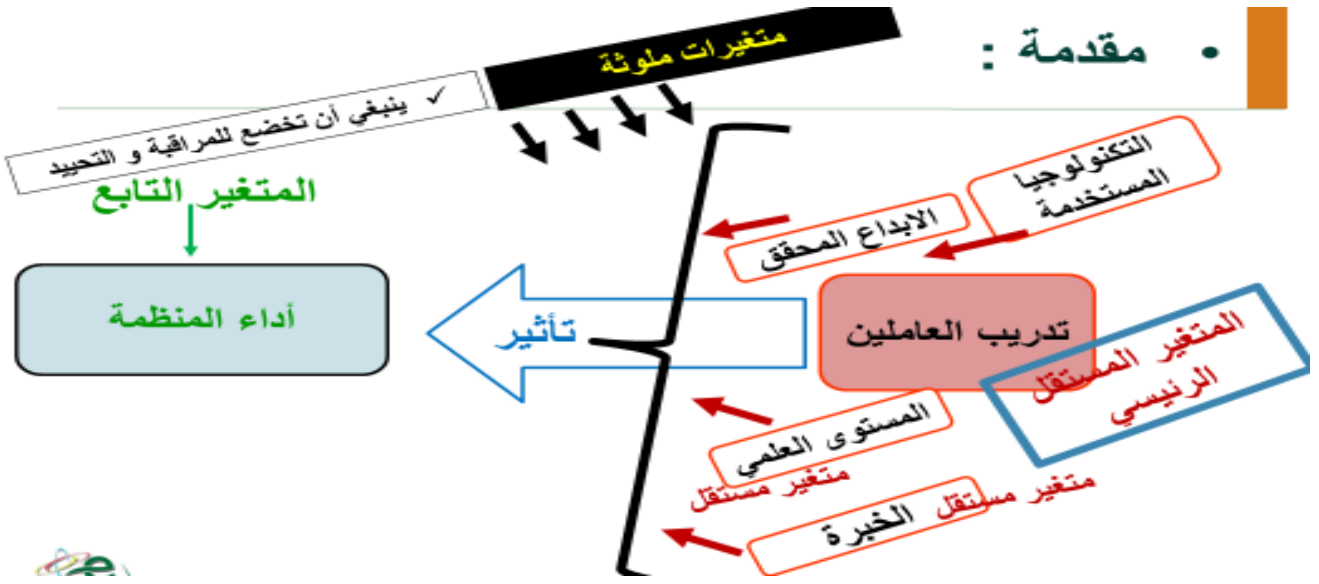 • مقدمة :
متغيرات ملوثة
✓ ينبغي أن تخضع للمراقبة و التحييد
التكنولوجيا
المستخدمة
الابداع المحقق
المتغير التابع
تدريب العاملين
تأثير
أداء المنظمة
المتغير المستقل
الرئيسي
المستوى العلمي
متغير مستقل
الخبرة
متغير مستقل